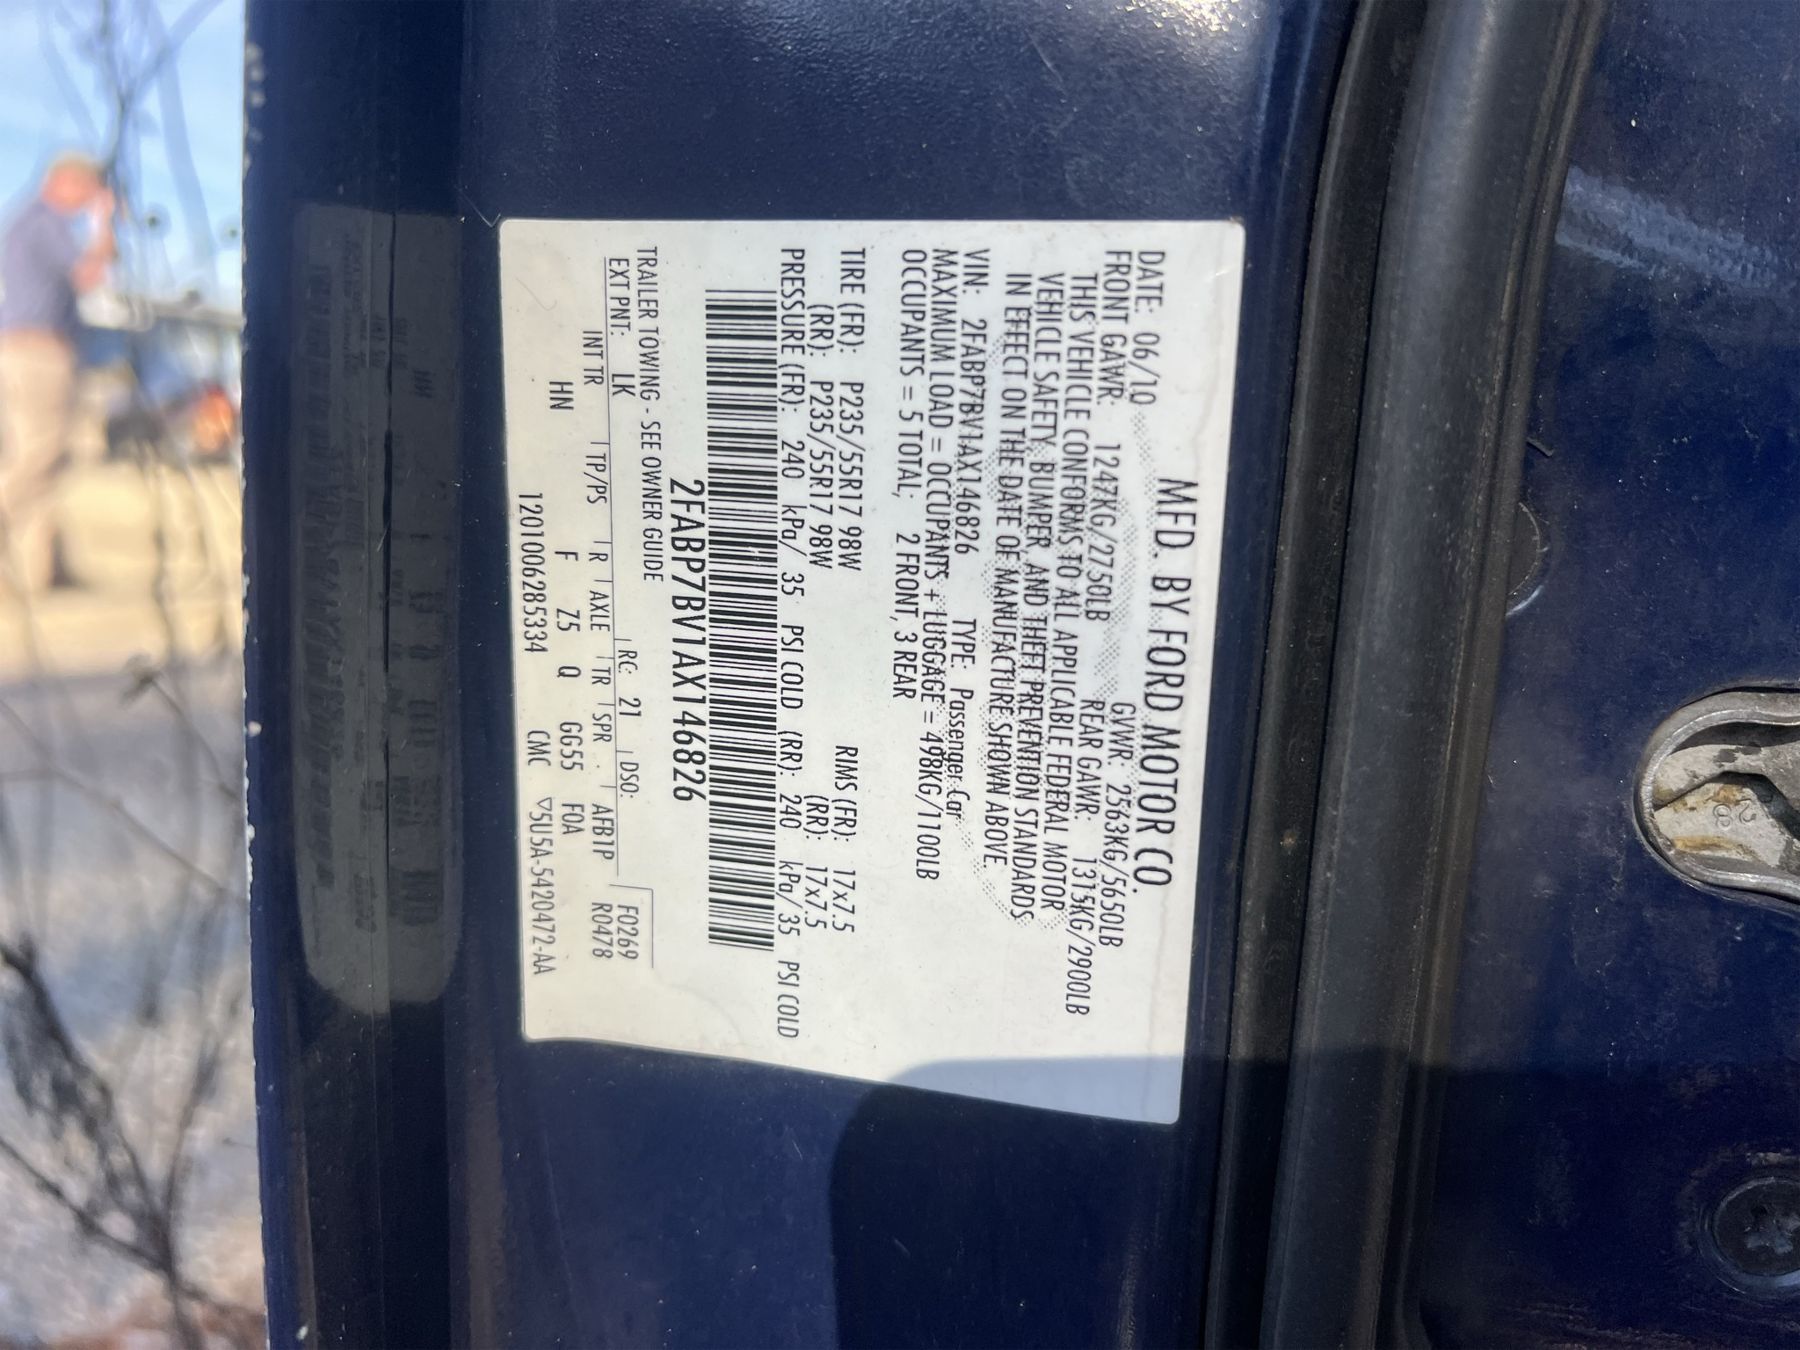 MFD. BY FORD MOTOR CO.
DATE: 06/10 GVWR: 2563KG/5650LB
FRONT GAWR: 1247KG/2750LB REAR GAWR: 1315KG/2900LB
THIS VEHICLE CONFORMS TO ALL APPLICABLE FEDERAL MOTOR
VEHICLE SAFETY, BUMPER, AND THEFT PREVENTION STANDARDS
IN EFFECT ON THE DATE OF MANUFACTURE SHOWN ABOVE.
VIN: 2FABP7BV1AX146826 TYPE: Passenger Car
MAXIMUM LOAD = OCCUPANTS + LUGGAGE = 498KG/1100LB
OCCUPANTS = 5 TOTAL; 2 FRONT, 3 REAR
TIRE (FR): P235/55R17 98W RIMS (FR): 17x7.5
(RR): P235/55R17 98W (RR): 17x7.5
PRESSURE (FR): 240 kPa/ 35 PSI COLD (RR): 240 kPa/35 PSI COLD
2FABP7BV1AX146826
TRAILER TOWING - SEE OWNER GUIDE
EXT PNT: LK RC: 21 DSO: F0269
INT TR TP/PS R AXLE TR SPR AFB1P R0478
HN F Z5 Q GG55 FOA
12010062853​34 CMC ▽5U5A-5420472-AA